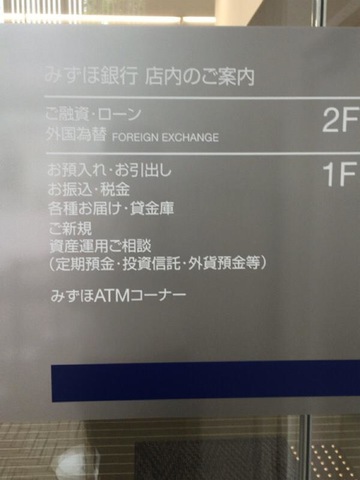 みずほ銀行 店内のご案内
ご融資・ローン 2F
外国為替 FOREIGN EXCHANGE
お預入れ・お引出し 1F
お振込・税金
各種お届け・貸金庫
ご新規
資産運用ご相談
(定期預金・投資信託・外貨預金等)
みずほATMコーナー